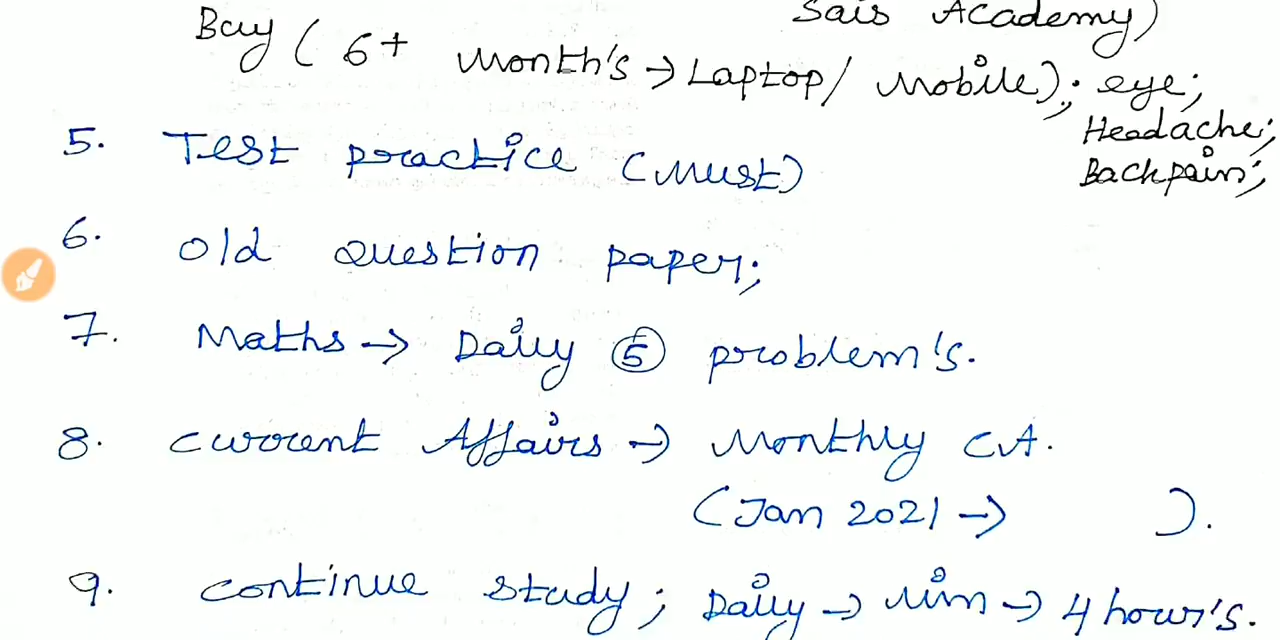 Sais Academy)
Buy ( 6+ Month's → Laptop/ Mobile); eye;
Headache;
Backpain;
5. Test practice (Must)
6. Old Question paper;
7. Maths → Daily 5 problem's.
8. Current Affairs → Monthly CA.
(Jan 2021 → ).
9. Continue study; Daily → Min → 4 hour's.